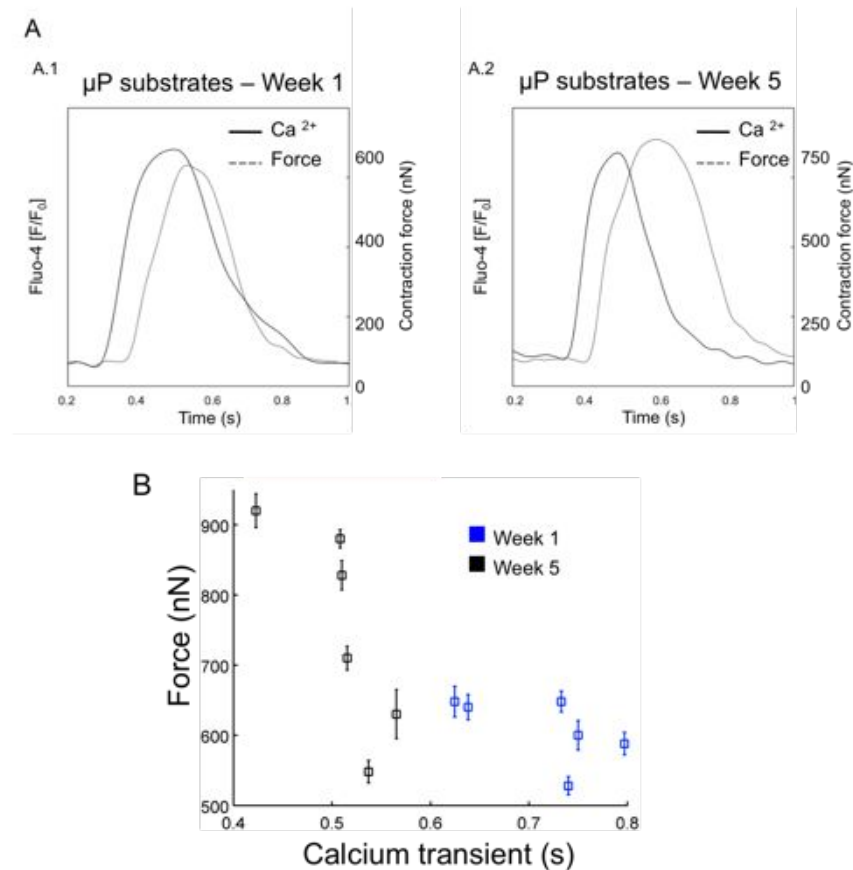 A
A.1
μP substrates – Week 1
Ca 2+
Force
Fluo-4 [F/F0]
600
400
200
0
Contraction force (nN)
0.2 0.4 0.6 0.8 1
Time (s)
A.2
μP substrates – Week 5
Ca 2+
Force
Fluo-4 [F/F0]
750
500
250
0
Contraction force (nN)
0.2 0.4 0.6 0.8 1
Time (s)
B
Force (nN)
900
800
700
600
500
Week 1
Week 5
0.4 0.5 0.6 0.7 0.8
Calcium transient (s)